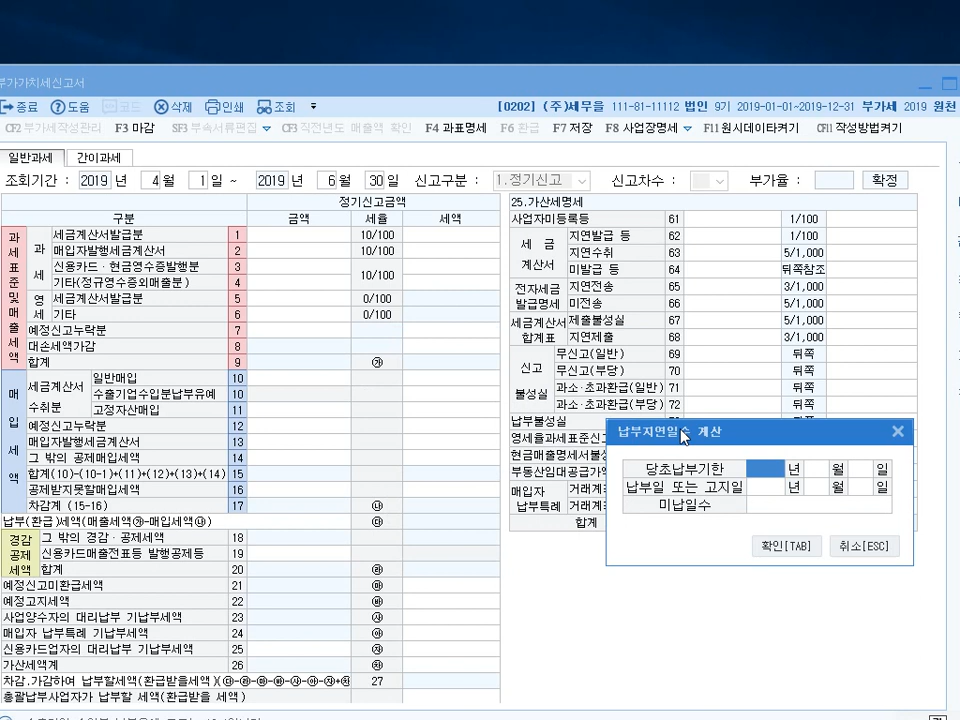 부가가치세신고서
종료 도움 코드 삭제 인쇄 조회 [0202] (주)세무을 111-81-11112 법인 9기 2019-01-01~2019-12-31 부가세 2019 원천
CF2 부가세작성관리 F3 마감 SF3 부속서류편집 CF3 직전년도 매출액 확인 F4 과표명세 F6 환급 F7 저장 F8 사업장명세 F11 원시데이타켜기 CF11 작성방법켜기
일반과세 간이과세
조회기간 : 2019 년 4 월 1 일 ~ 2019 년 6 월 30 일 신고구분 : 1.정기신고 신고차수 : 부가율 : 확정
정기신고금액
구분 금액 세율 세액
과세표준및매출세액
과세 세금계산서발급분 1 10/100
매입자발행세금계산서 2 10/100
신용카드·현금영수증발행분 3 10/100
기타(정규영수증외매출분) 4
영세 세금계산서발급분 5 0/100
기타 6 0/100
예정신고누락분 7
대손세액가감 8
합계 9 ㉮
매입세액
세금계산서 수취분 일반매입 10
수출기업수입분납부유예 10
고정자산매입 11
예정신고누락분 12
매입자발행세금계산서 13
그 밖의 공제매입세액 14
합계(10)-(10-1)+(11)+(12)+(13)+(14) 15
공제받지못할매입세액 16
차감계 (15-16) 17 ㉯
납부(환급)세액(매출세액㉮-매입세액㉯) ㉰
경감공제세액
그 밖의 경감·공제세액 18
신용카드매출전표등 발행공제등 19
합계 20 ㉱
예정신고미환급세액 21 ㉲
예정고지세액 22 ㉳
사업양수자의 대리납부 기납부세액 23 ㉴
매입자 납부특례 기납부세액 24 ㉵
신용카드업자의 대리납부 기납부세액 25 ㉶
가산세액계 26 ㉷
차감.가감하여 납부할세액(환급받을세액)(㉰-㉱-㉲-㉳-㉴-㉵-㉶+㉷ 27
총괄납부사업자가 납부할 세액(환급받을 세액)
25.가산세명세
사업자미등록등 61 1/100
세 금 계산서 지연발급 등 62 1/100
지연수취 63 5/1,000
미발급 등 64 뒤쪽참조
전자세금 발급명세 지연전송 65 3/1,000
미전송 66 5/1,000
세금계산서 합계표 제출불성실 67 5/1,000
지연제출 68 3/1,000
신고 불성실 무신고(일반) 69 뒤쪽
무신고(부당) 70 뒤쪽
과소·초과환급(일반) 71 뒤쪽
과소·초과환급(부당) 72 뒤쪽
납부불성실
영세율과세표준신고
현금매출명세서불성
부동산임대공급가액
매입자 납부특례 거래계
거래계
합계
납부지연일수 계산
당초납부기한 년 월 일
납부일 또는 고지일 년 월 일
미납일수
확인[TAB] 취소[ESC]